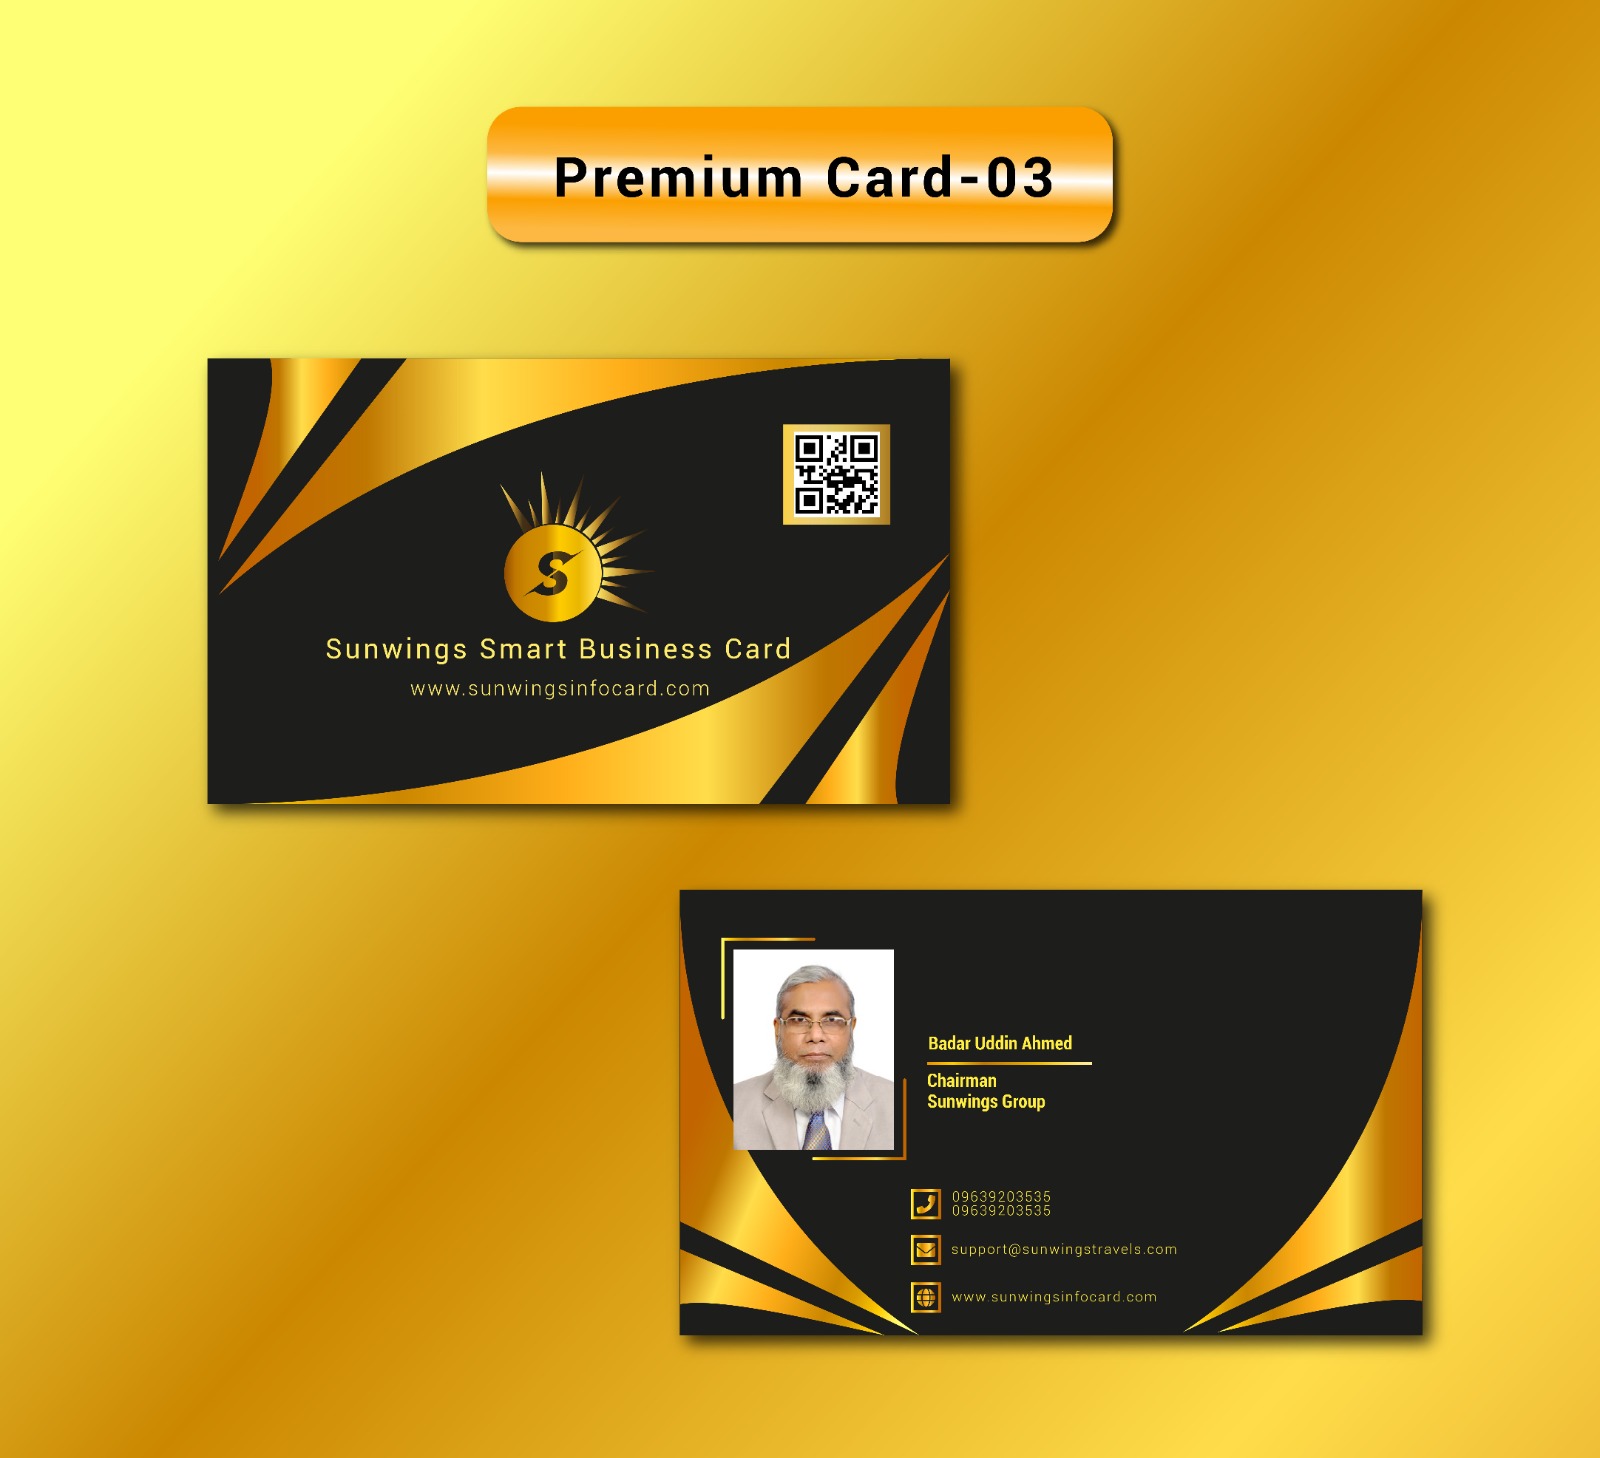 Premium Card-03
S
Sunwings Smart Business Card
www.sunwingsinfocard.com
Badar Uddin Ahmed
Chairman
Sunwings Group
09639203535
09639203535
support@sunwingstravels.com
www.sunwingsinfocard.com